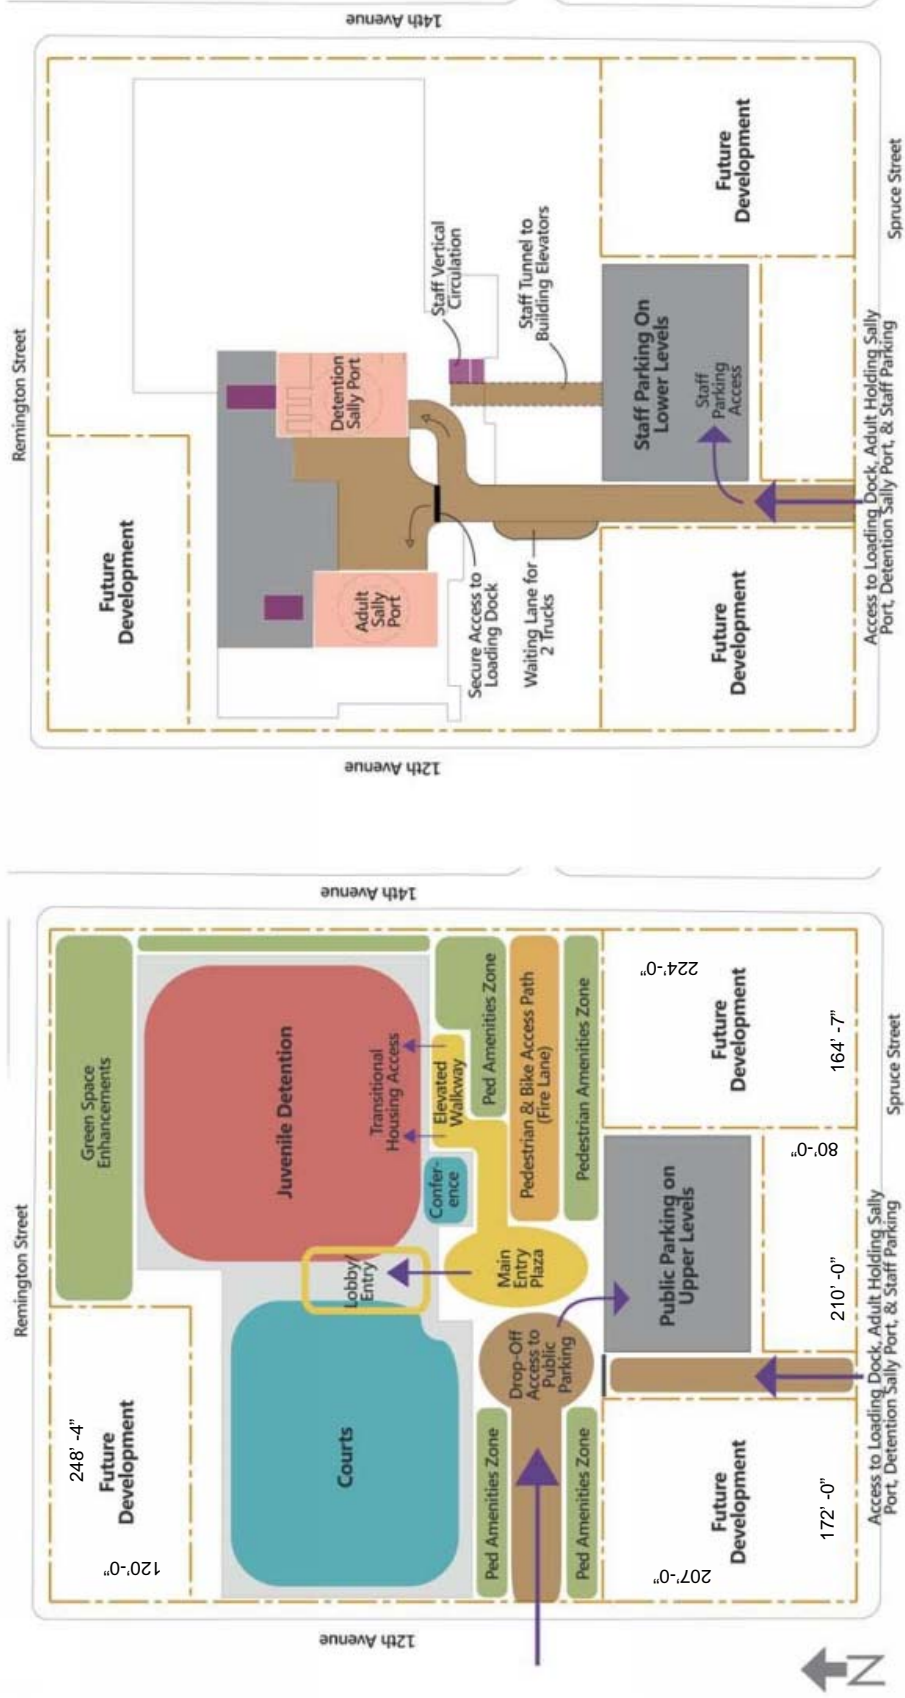 Remington Street
14th Avenue
12th Avenue
Spruce Street
Future
Development
Detention
Sally Port
Adult
Sally
Port
Staff Vertical
Circulation
Staff Tunnel to
Building Elevators
Secure Access to
Loading Dock
Waiting Lane for
2 Trucks
Staff Parking On
Lower Levels
Staff
Parking
Access
Future
Development
Future
Development
Access to Loading Dock, Adult Holding Sally
Port, Detention Sally Port, & Staff Parking
Remington Street
14th Avenue
12th Avenue
Spruce Street
248' -4"
Future
Development
120'-0"
Green Space
Enhancements
Juvenile Detention
Courts
Lobby/
Entry
Transitional
Housing Access
Elevated
Walkway
Confer-
ence
Main
Entry
Plaza
Ped Amenities Zone
Pedestrian & Bike Access Path
(Fire Lane)
Pedestrian Amenities Zone
Drop-Off
Access to
Public
Parking
Ped Amenities Zone
Ped Amenities Zone
Public Parking on
Upper Levels
Future
Development
207'-0"
172' -0"
210' -0"
80'-0"
Future
Development
224'-0"
164' -7"
Access to Loading Dock, Adult Holding Sally
Port, Detention Sally Port, & Staff Parking
N